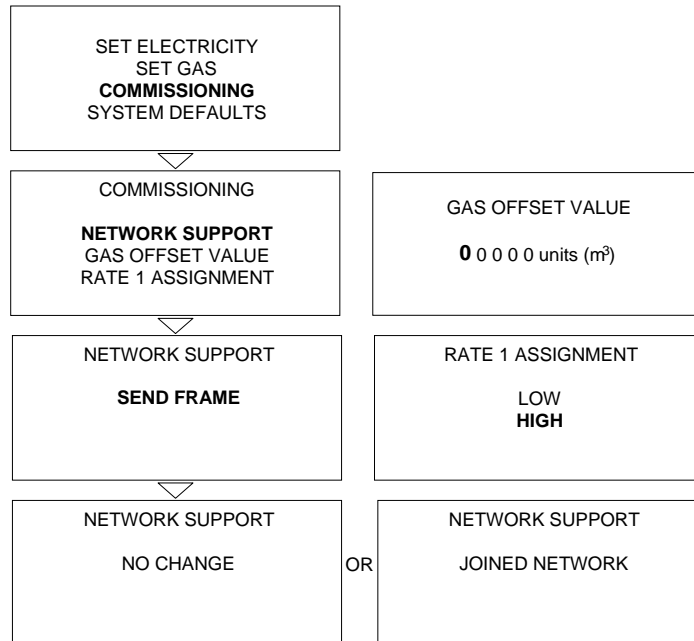 SET ELECTRICITY
SET GAS
COMMISSIONING
SYSTEM DEFAULTS
COMMISSIONING
NETWORK SUPPORT
GAS OFFSET VALUE
RATE 1 ASSIGNMENT
GAS OFFSET VALUE
0 0 0 0 0 units (m³)
NETWORK SUPPORT
SEND FRAME
RATE 1 ASSIGNMENT
LOW
HIGH
NETWORK SUPPORT
NO CHANGE
OR
NETWORK SUPPORT
JOINED NETWORK